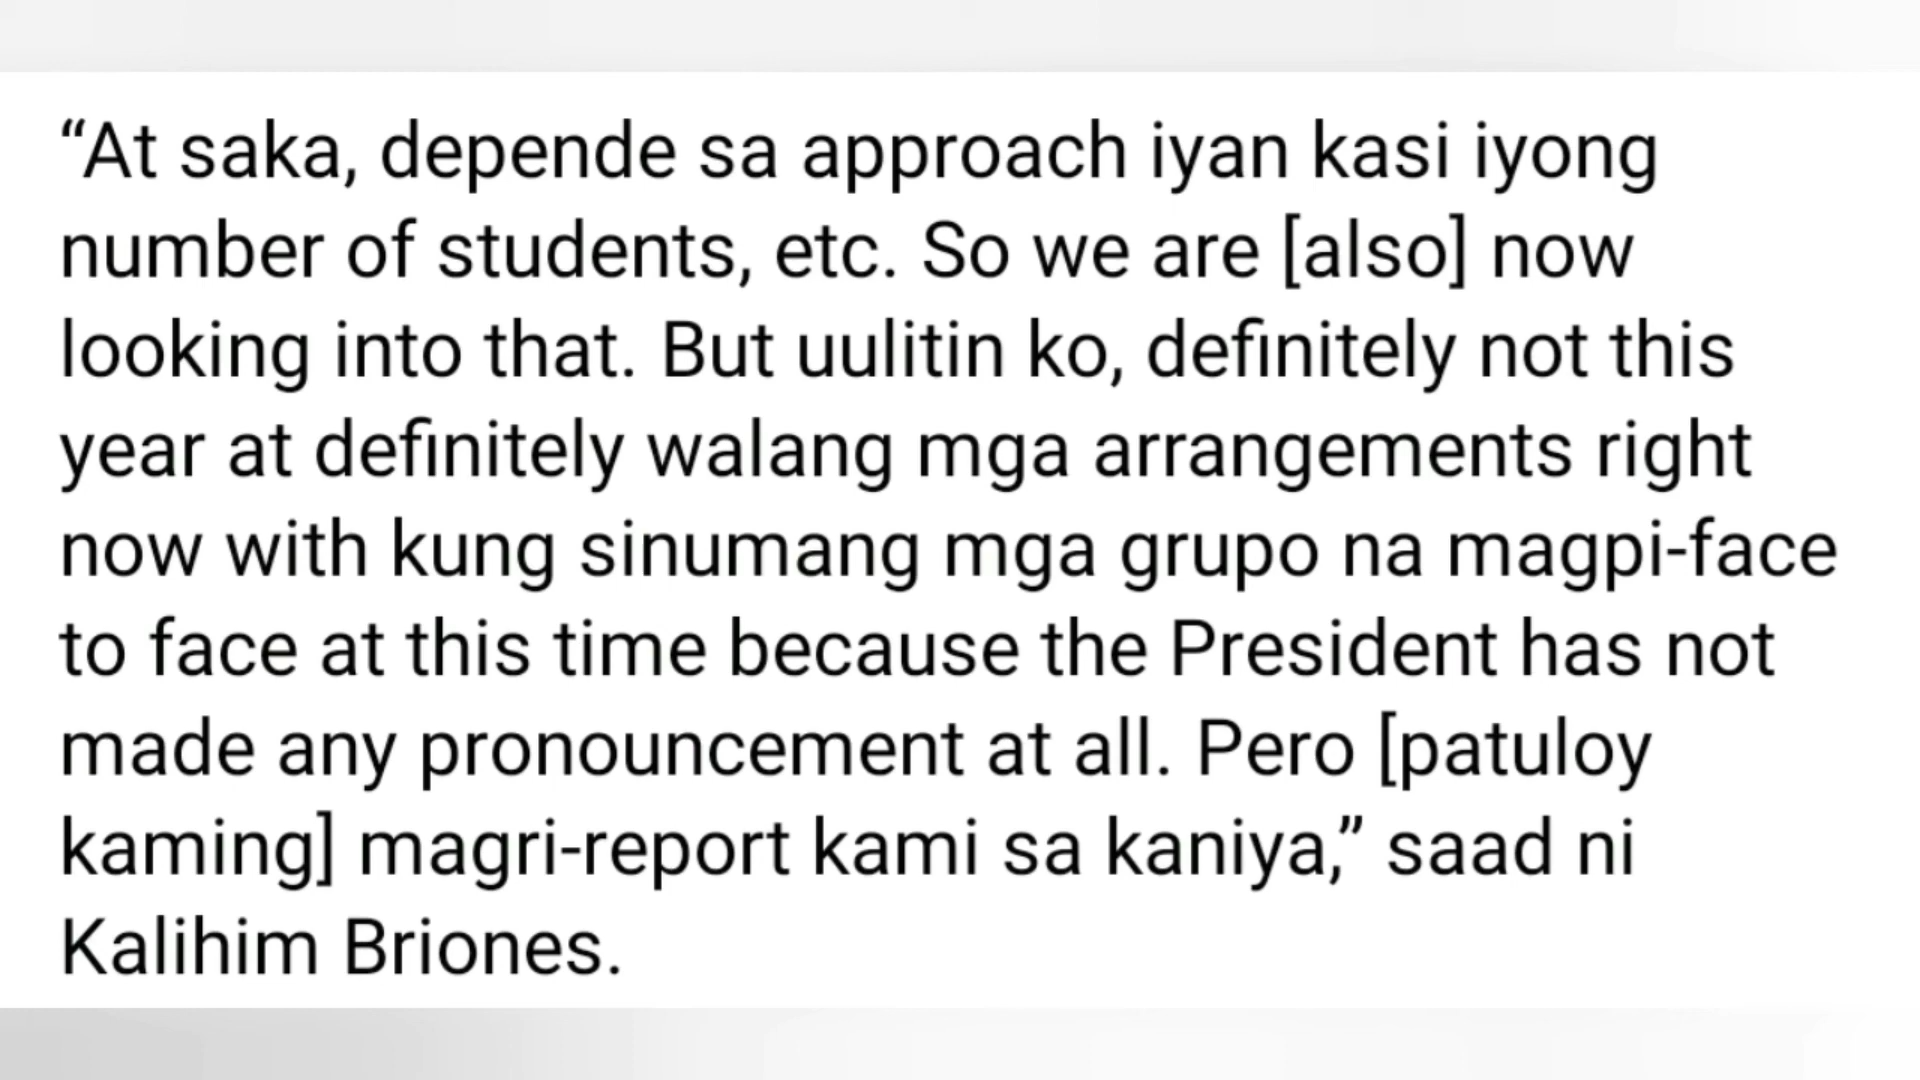 “At saka, depende sa approach iyan kasi iyong
number of students, etc. So we are [also] now
looking into that. But uulitin ko, definitely not this
year at definitely walang mga arrangements right
now with kung sinumang mga grupo na magpi-face
to face at this time because the President has not
made any pronouncement at all. Pero [patuloy
kaming] magri-report kami sa kaniya,” saad ni
Kalihim Briones.